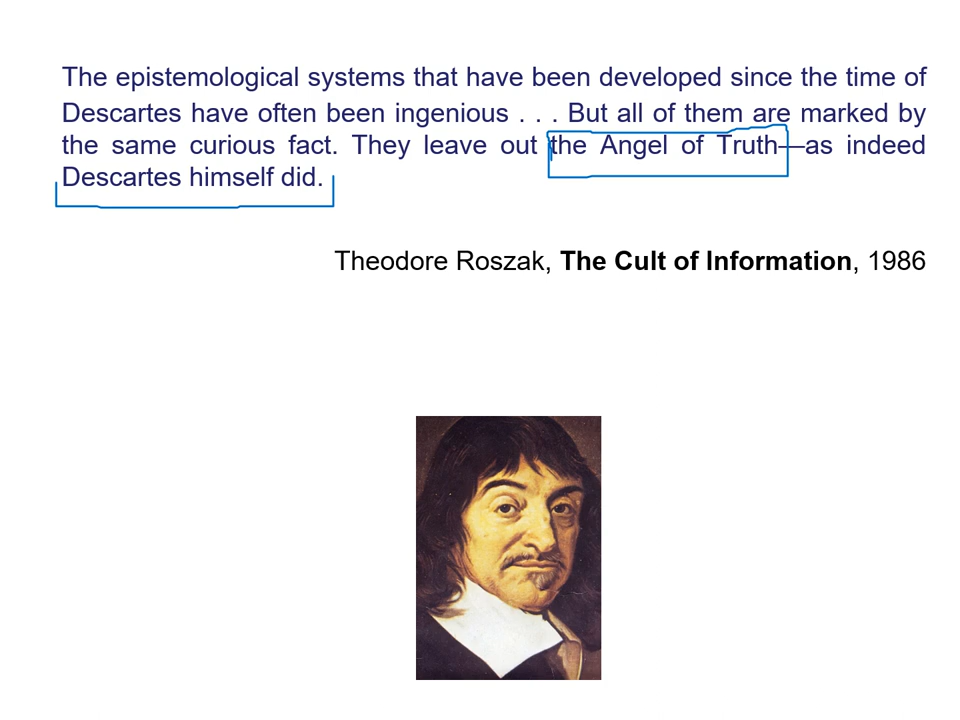 The epistemological systems that have been developed since the time of
Descartes have often been ingenious . . . But all of them are marked by
the same curious fact. They leave out the Angel of Truth—as indeed
Descartes himself did.
Theodore Roszak, The Cult of Information, 1986